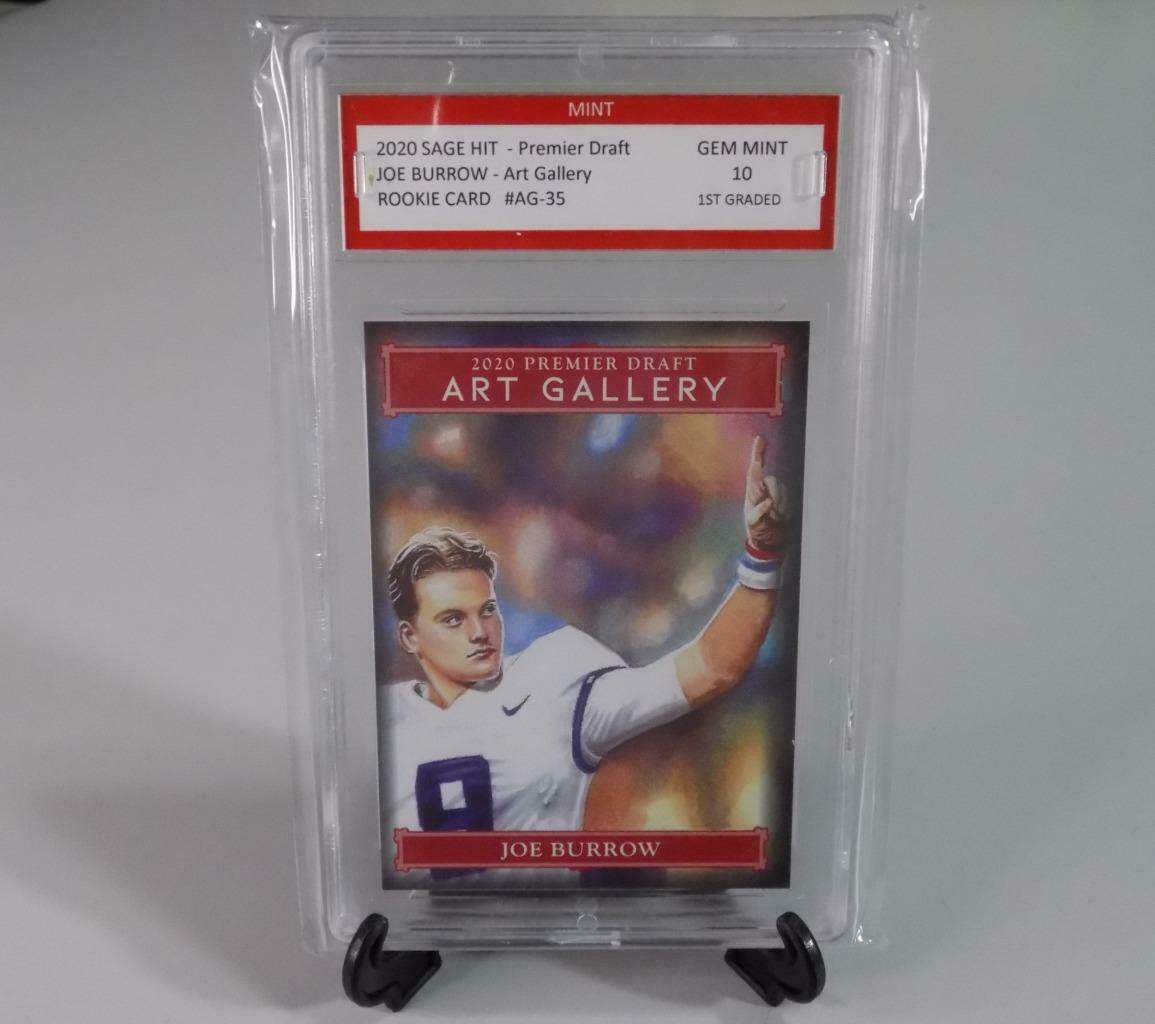 MINT
2020 SAGE HIT - Premier Draft GEM MINT
JOE BURROW - Art Gallery 10
ROOKIE CARD #AG-35 1ST GRADED
2020 PREMIER DRAFT
ART GALLERY
9
JOE BURROW